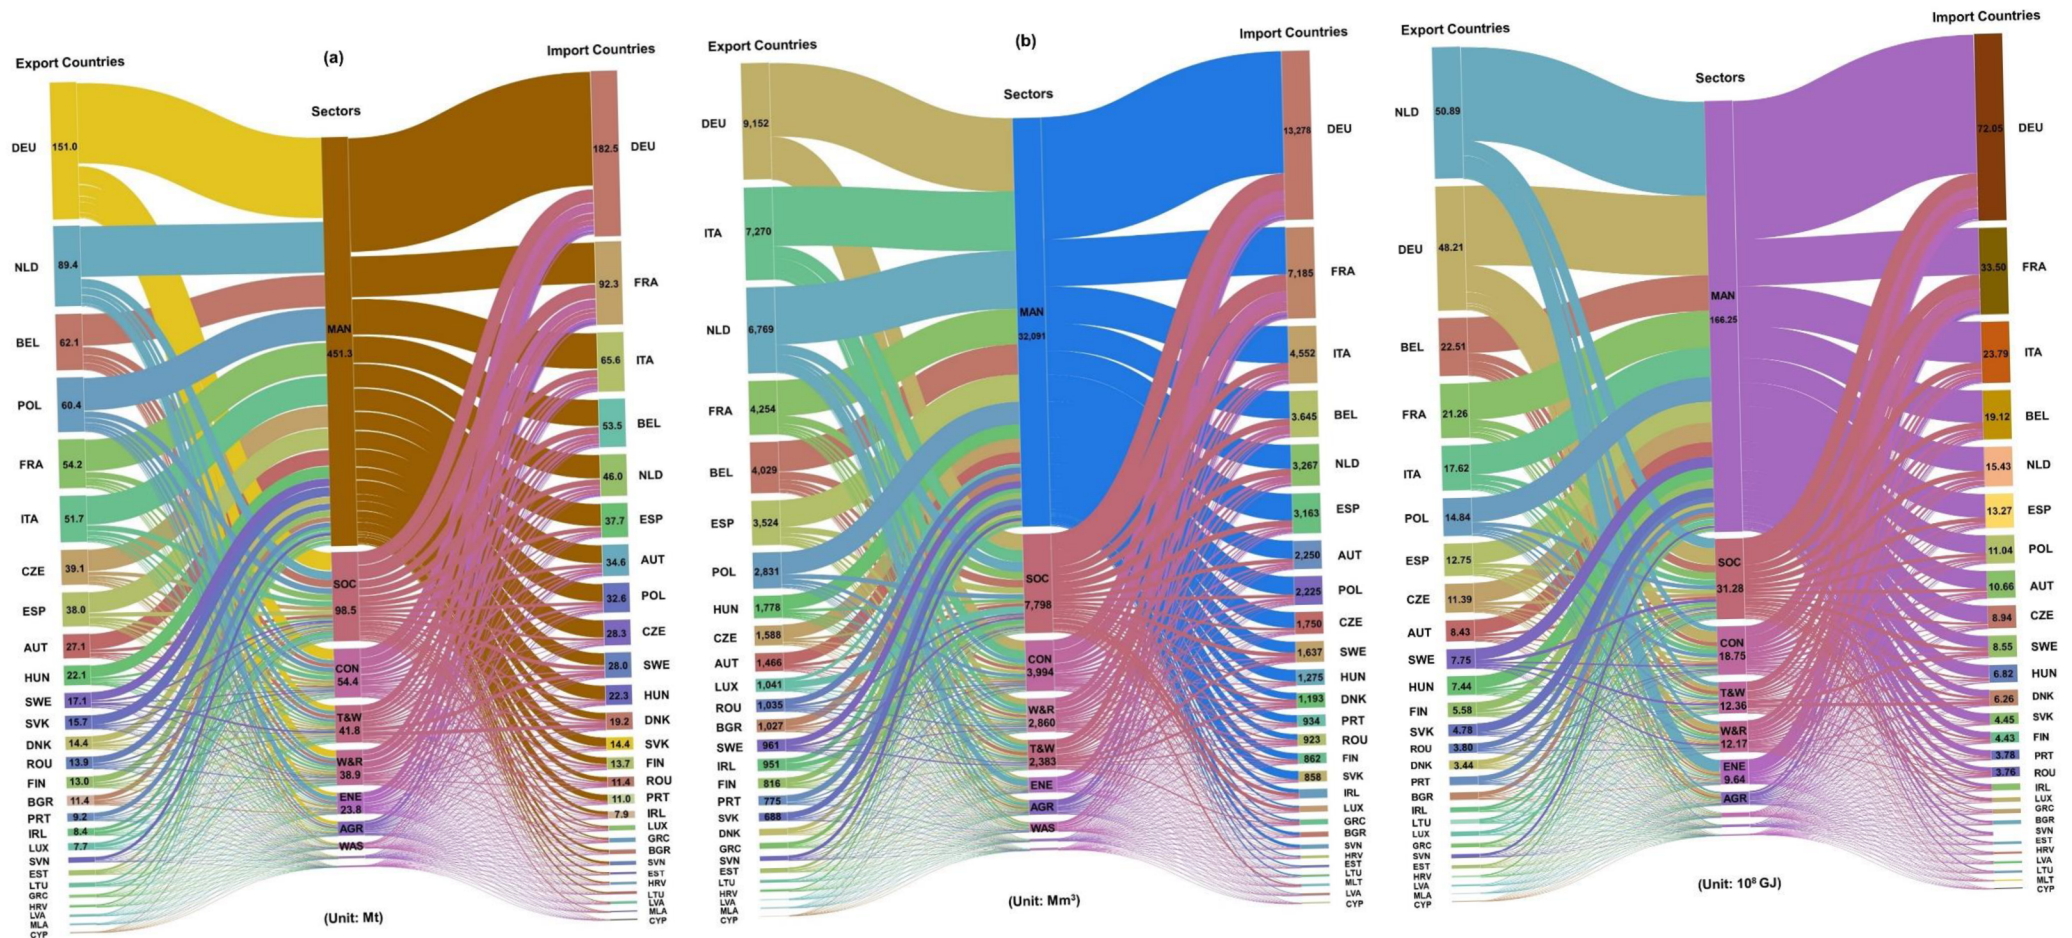 (a)
Export Countries
Import Countries
Sectors
DEU 151.0
NLD 89.4
BEL 62.1
POL 60.4
FRA 54.2
ITA 51.7
CZE 39.1
ESP 38.0
AUT 27.1
HUN 22.1
SWE 17.1
SVK 15.7
DNK 14.4
ROU 13.9
FIN 13.0
BGR 11.4
PRT 9.2
IRL 8.4
LUX 7.7
SVN
EST
LTU
GRC
HRV
LVA
MLA
CYP
MAN
451.3
SOC
98.5
CON
54.4
T&W
41.8
W&R
38.9
ENE
23.8
AGR
WAS
182.5 DEU
92.3 FRA
65.6 ITA
53.5 BEL
46.0 NLD
37.7 ESP
34.6 AUT
32.6 POL
28.3 CZE
28.0 SWE
22.3 HUN
19.2 DNK
14.4 SVK
13.7 FIN
11.4 ROU
11.0 PRT
7.9 IRL
LUX
GRC
BGR
SVN
EST
HRV
LTU
LVA
MLA
CYP
(Unit: Mt)
(b)
Export Countries
Import Countries
Sectors
DEU 9,152
ITA 7,270
NLD 6,769
FRA 4,254
BEL 4,029
ESP 3,524
POL 2,831
HUN 1,778
CZE 1,588
AUT 1,466
LUX 1,041
ROU 1,035
BGR 1,027
SWE 961
IRL 951
FIN 816
PRT 775
SVK 688
DNK
GRC
SVN
EST
LTU
HRV
LVA
MLA
CYP
MAN
32,091
SOC
7,798
CON
3,994
W&R
2,860
T&W
2,383
ENE
AGR
WAS
13,278 DEU
7,185 FRA
4,552 ITA
3.645 BEL
3,267 NLD
3,163 ESP
2,250 AUT
2,225 POL
1,750 CZE
1,637 SWE
1,275 HUN
1,193 DNK
934 PRT
923 ROU
862 FIN
858 SVK
IRL
LUX
GRC
BGR
SVN
HRV
EST
LTU
MLT
LVA
CYP
(Unit: Mm³)
Export Countries
Import Countries
Sectors
NLD 50.89
DEU 48.21
BEL 22.51
FRA 21.26
ITA 17.62
POL 14.84
ESP 12.75
CZE 11.39
AUT 8.43
SWE 7.75
HUN 7.44
FIN 5.58
SVK 4.78
ROU 3.80
DNK 3.44
PRT
BGR
IRL
LTU
LUX
GRC
SVN
EST
HRV
LVA
MLA
CYP
MAN
166.25
SOC
31.28
CON
18.75
T&W
12.36
W&R
12.17
ENE
9.64
AGR
72.05 DEU
33.50 FRA
23.79 ITA
19.12 BEL
15.43 NLD
13.27 ESP
11.04 POL
10.66 AUT
8.94 CZE
8.55 SWE
6.82 HUN
6.26 DNK
4.45 SVK
4.43 FIN
3.78 PRT
3.76 ROU
IRL
LUX
GRC
BGR
SVN
EST
HRV
LVA
LTU
MLT
CYP
(Unit: 10⁸ GJ)